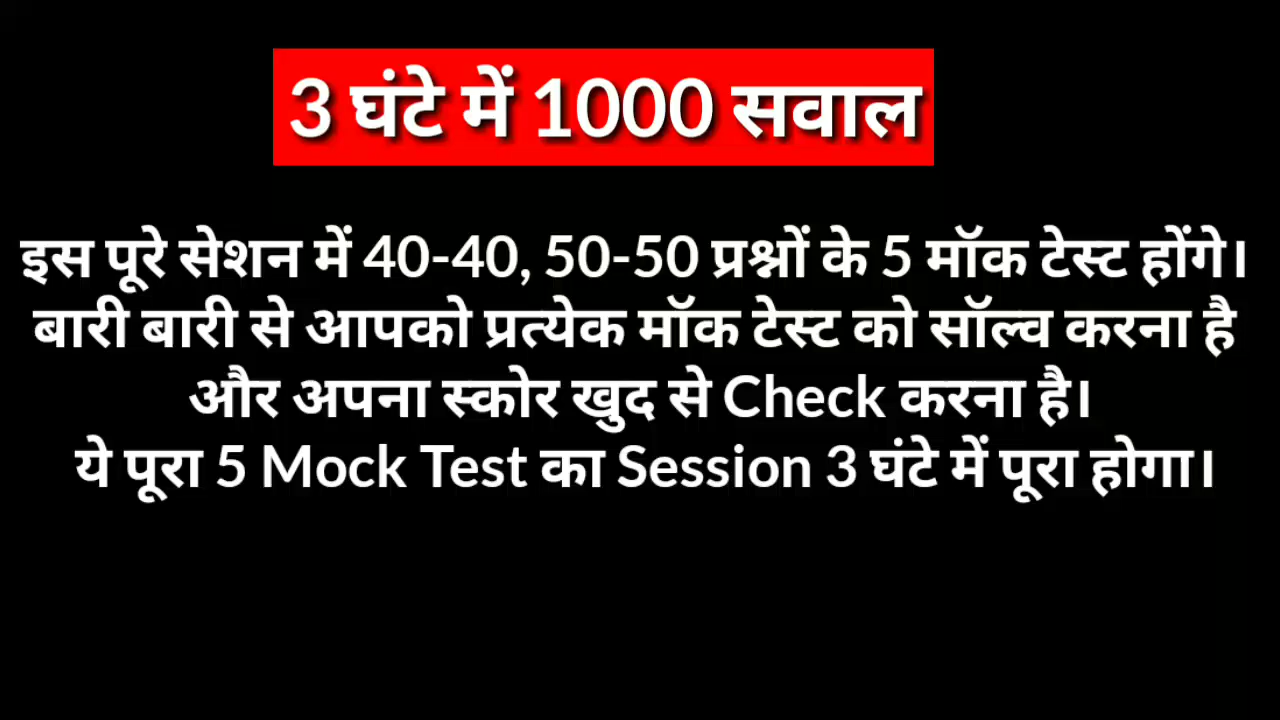 3 घंटे में 1000 सवाल
इस पूरे सेशन में 40-40, 50-50 प्रश्नों के 5 मॉक टेस्ट होंगे।
बारी बारी से आपको प्रत्येक मॉक टेस्ट को सॉल्व करना है
और अपना स्कोर खुद से Check करना है।
ये पूरा 5 Mock Test का Session 3 घंटे में पूरा होगा।